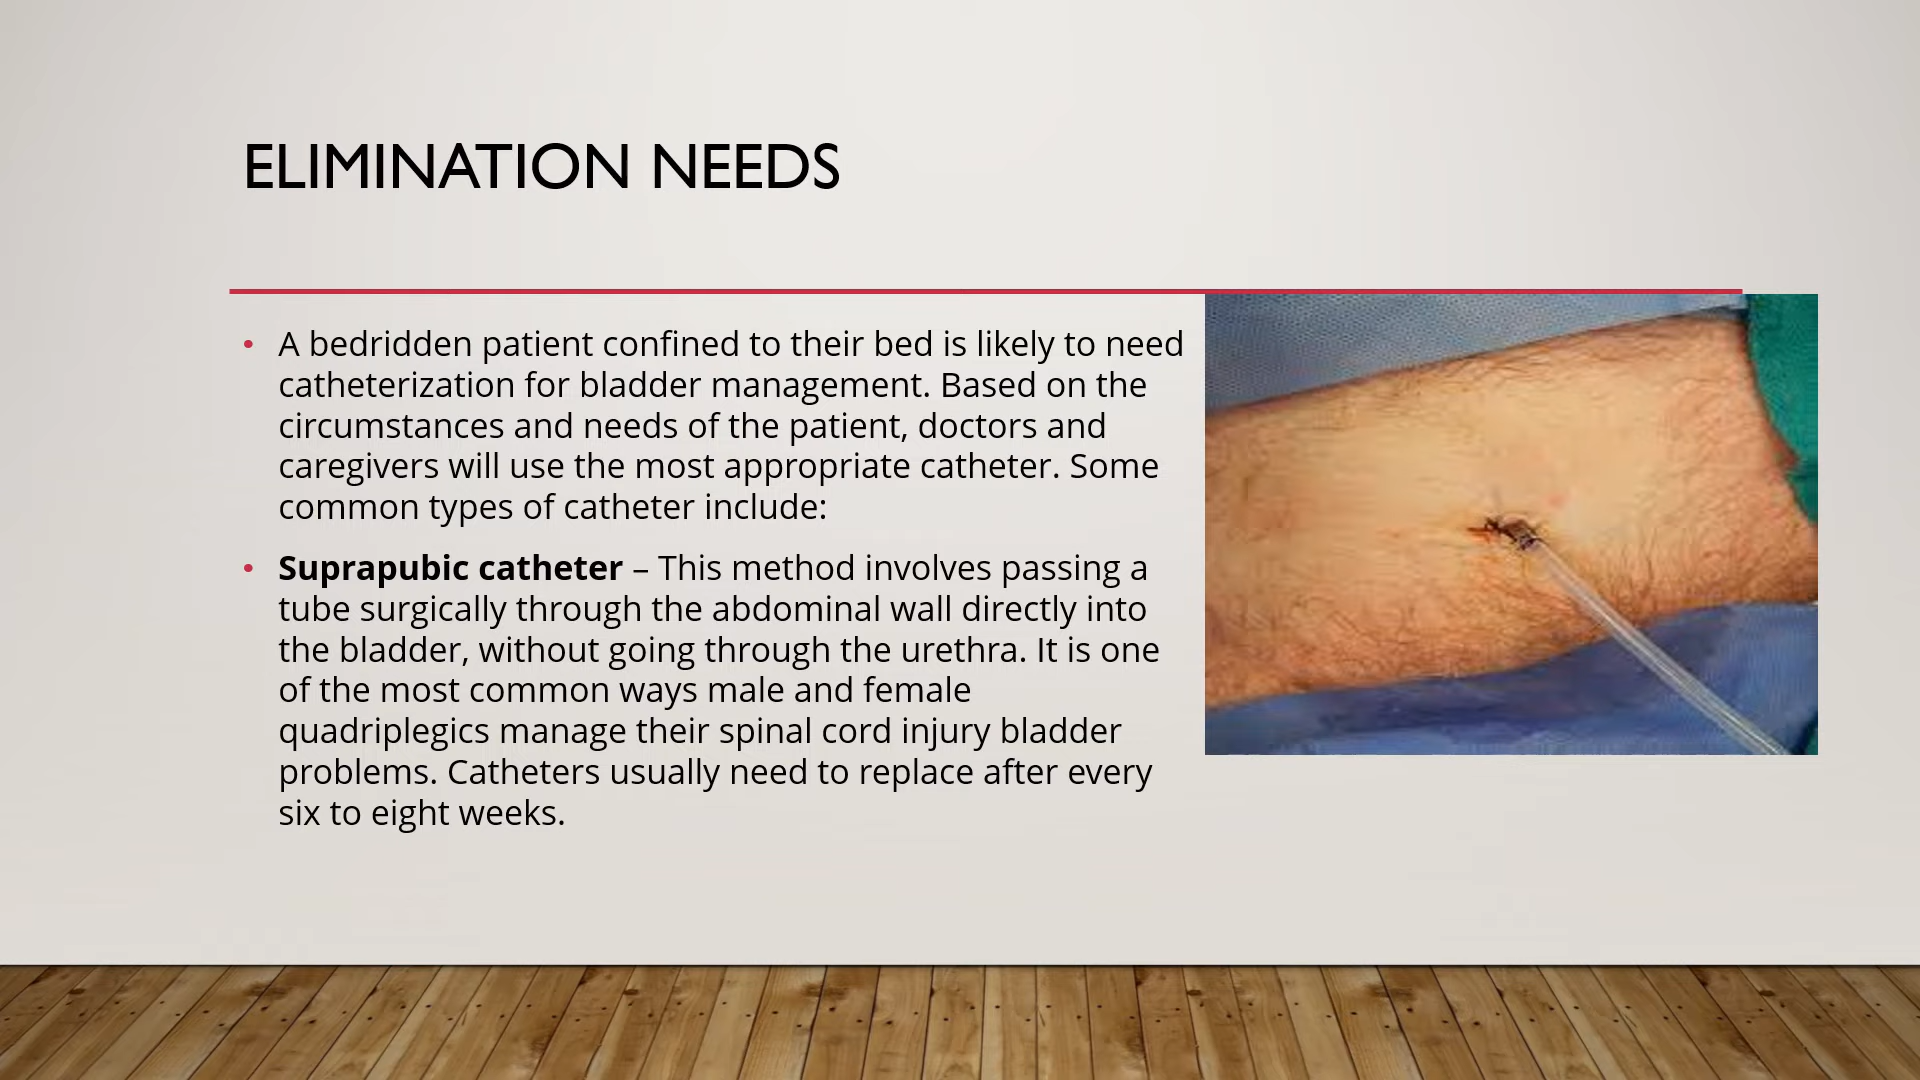 ELIMINATION NEEDS
• A bedridden patient confined to their bed is likely to need
catheterization for bladder management. Based on the
circumstances and needs of the patient, doctors and
caregivers will use the most appropriate catheter. Some
common types of catheter include:
• Suprapubic catheter – This method involves passing a
tube surgically through the abdominal wall directly into
the bladder, without going through the urethra. It is one
of the most common ways male and female
quadriplegics manage their spinal cord injury bladder
problems. Catheters usually need to replace after every
six to eight weeks.